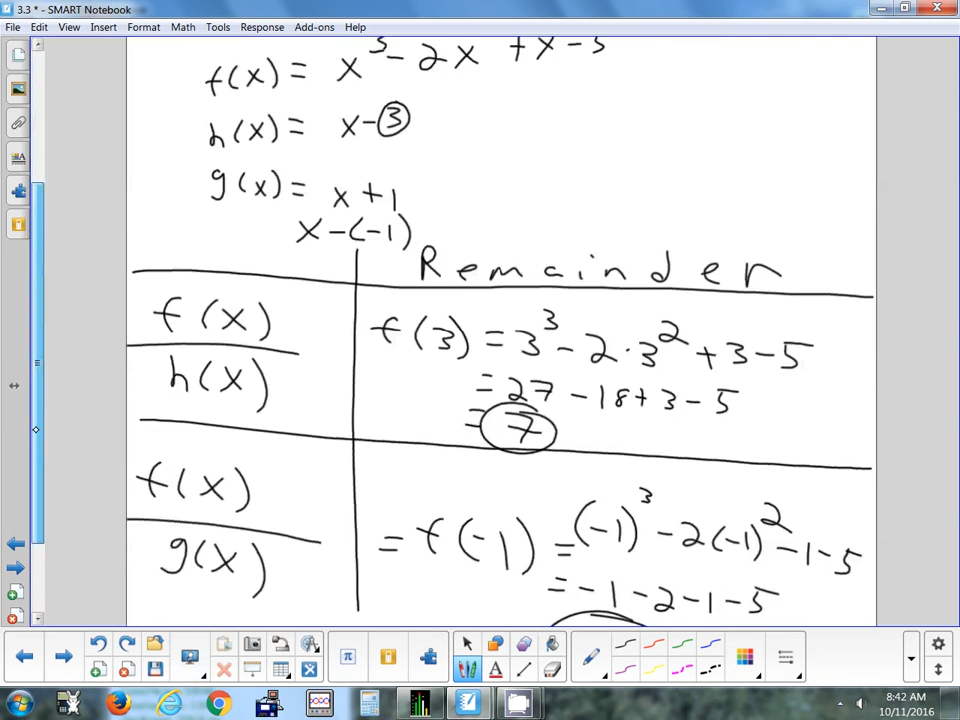 3.3 * - SMART Notebook
File Edit View Insert Format Math Tools Response Add-ons Help
f(x) = x³ - 2x + x - 5
h(x) = x - 3
g(x) = x + 1
x - (-1)
Remainder
f(x)
h(x)
f(3) = 3³ - 2·3² + 3 - 5
= 27 - 18 + 3 - 5
= 7
f(x)
g(x)
= f(-1) = (-1)³ - 2(-1)² - 1 - 5
= -1 - 2 - 1 - 5
8:42 AM
10/11/2016